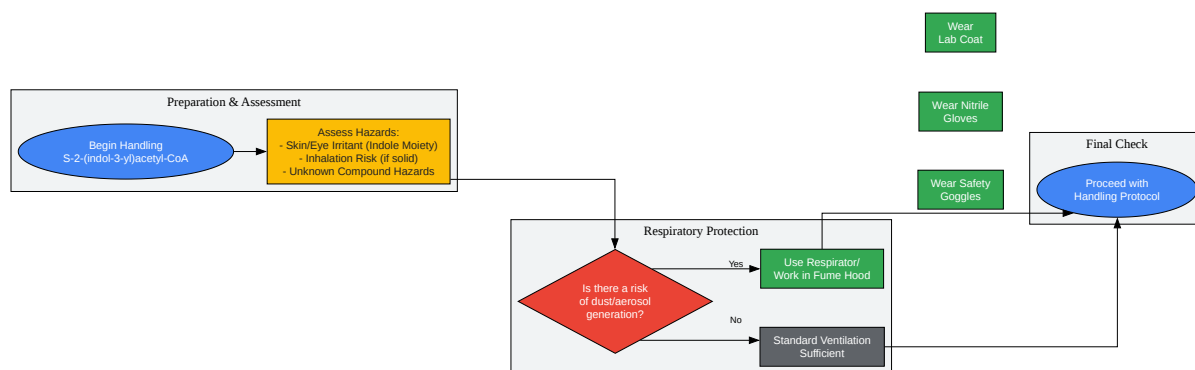 Preparation & Assessment
Begin Handling
S-2-(indol-3-yl)acetyl-CoA
Assess Hazards:
- Skin/Eye Irritant (Indole Moiety)
- Inhalation Risk (if solid)
- Unknown Compound Hazards
Respiratory Protection
Is there a risk
of dust/aerosol
generation?
Yes
Use Respirator/
Work in Fume Hood
No
Standard Ventilation
Sufficient
Wear
Lab Coat
Wear Nitrile
Gloves
Wear Safety
Goggles
Final Check
Proceed with
Handling Protocol